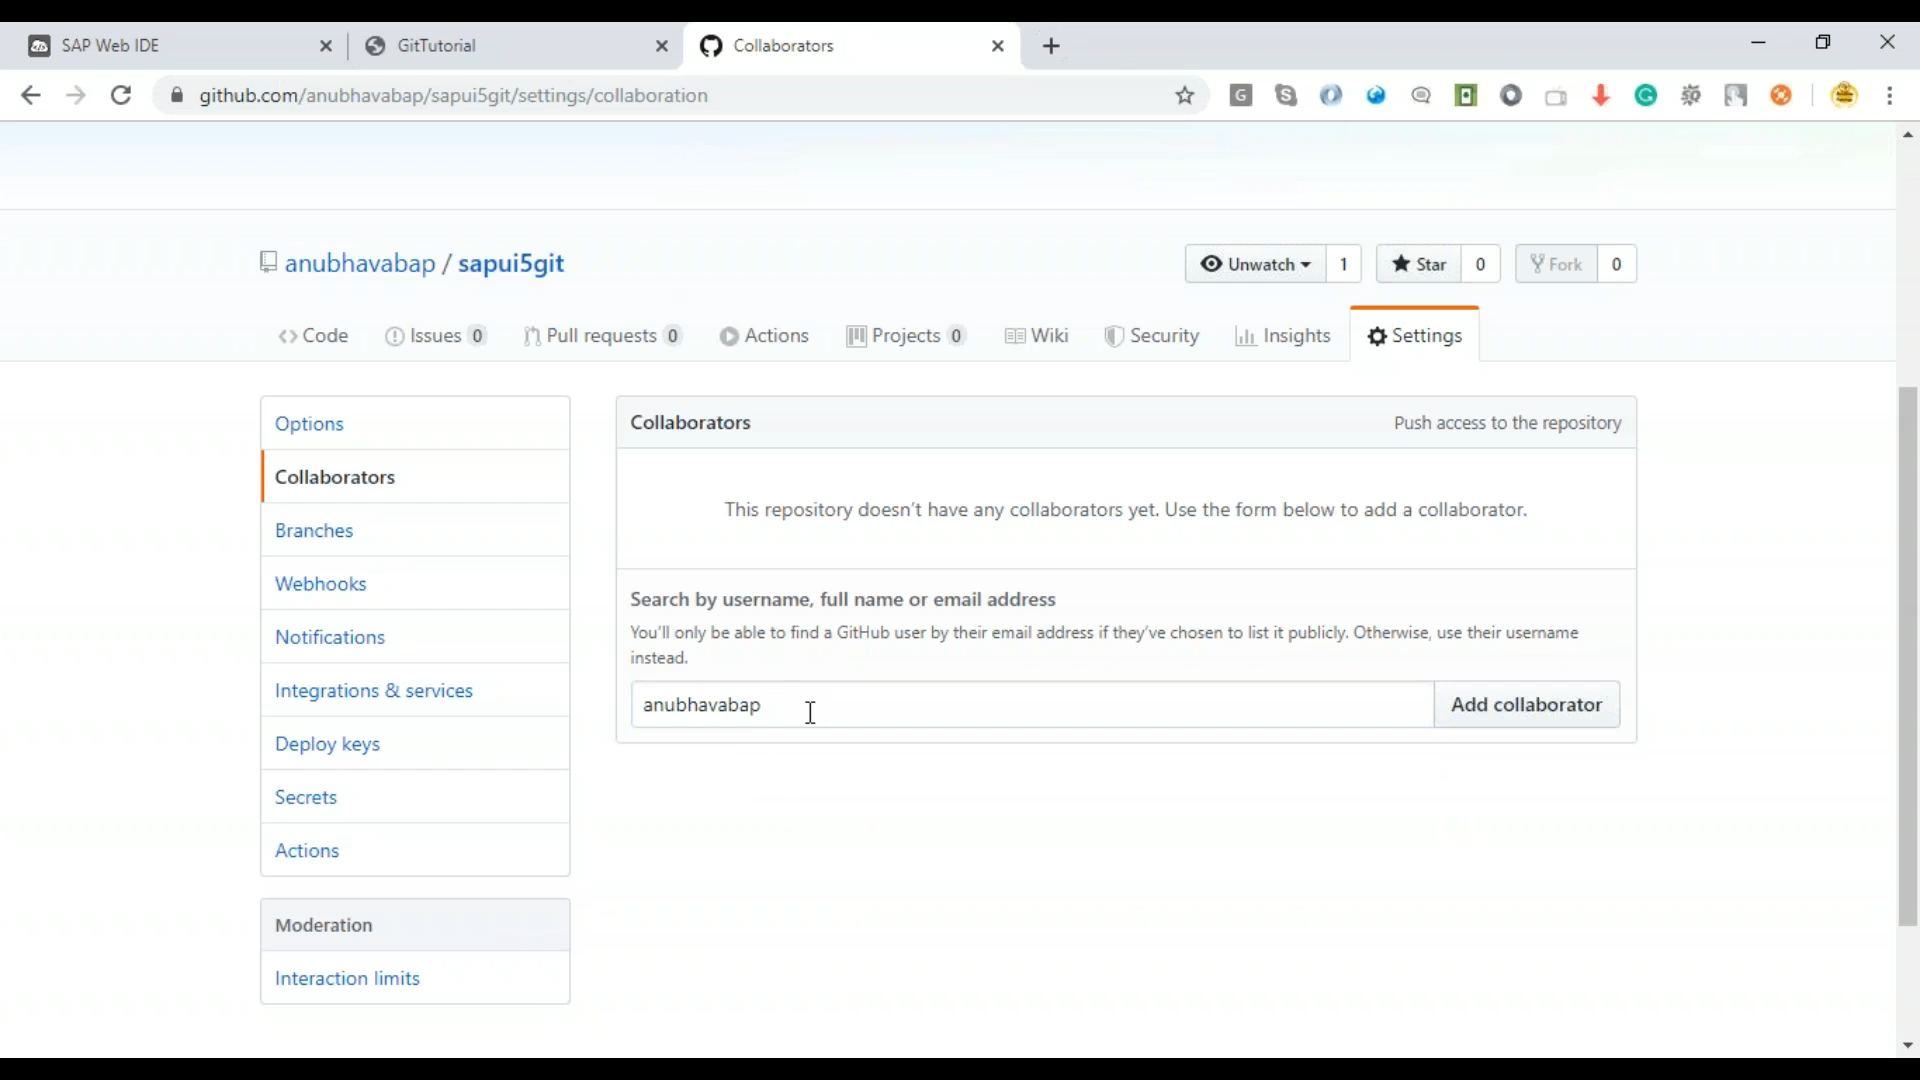 SAP Web IDE
GitTutorial
Collaborators
github.com/anubhavabap/sapui5git/settings/collaboration
anubhavabap / sapui5git
Unwatch 1
Star 0
Fork 0
Code
Issues 0
Pull requests 0
Actions
Projects 0
Wiki
Security
Insights
Settings
Options
Collaborators
Branches
Webhooks
Notifications
Integrations & services
Deploy keys
Secrets
Actions
Moderation
Interaction limits
Collaborators
Push access to the repository
This repository doesn't have any collaborators yet. Use the form below to add a collaborator.
Search by username, full name or email address
You'll only be able to find a GitHub user by their email address if they've chosen to list it publicly. Otherwise, use their username
instead.
anubhavabap
Add collaborator